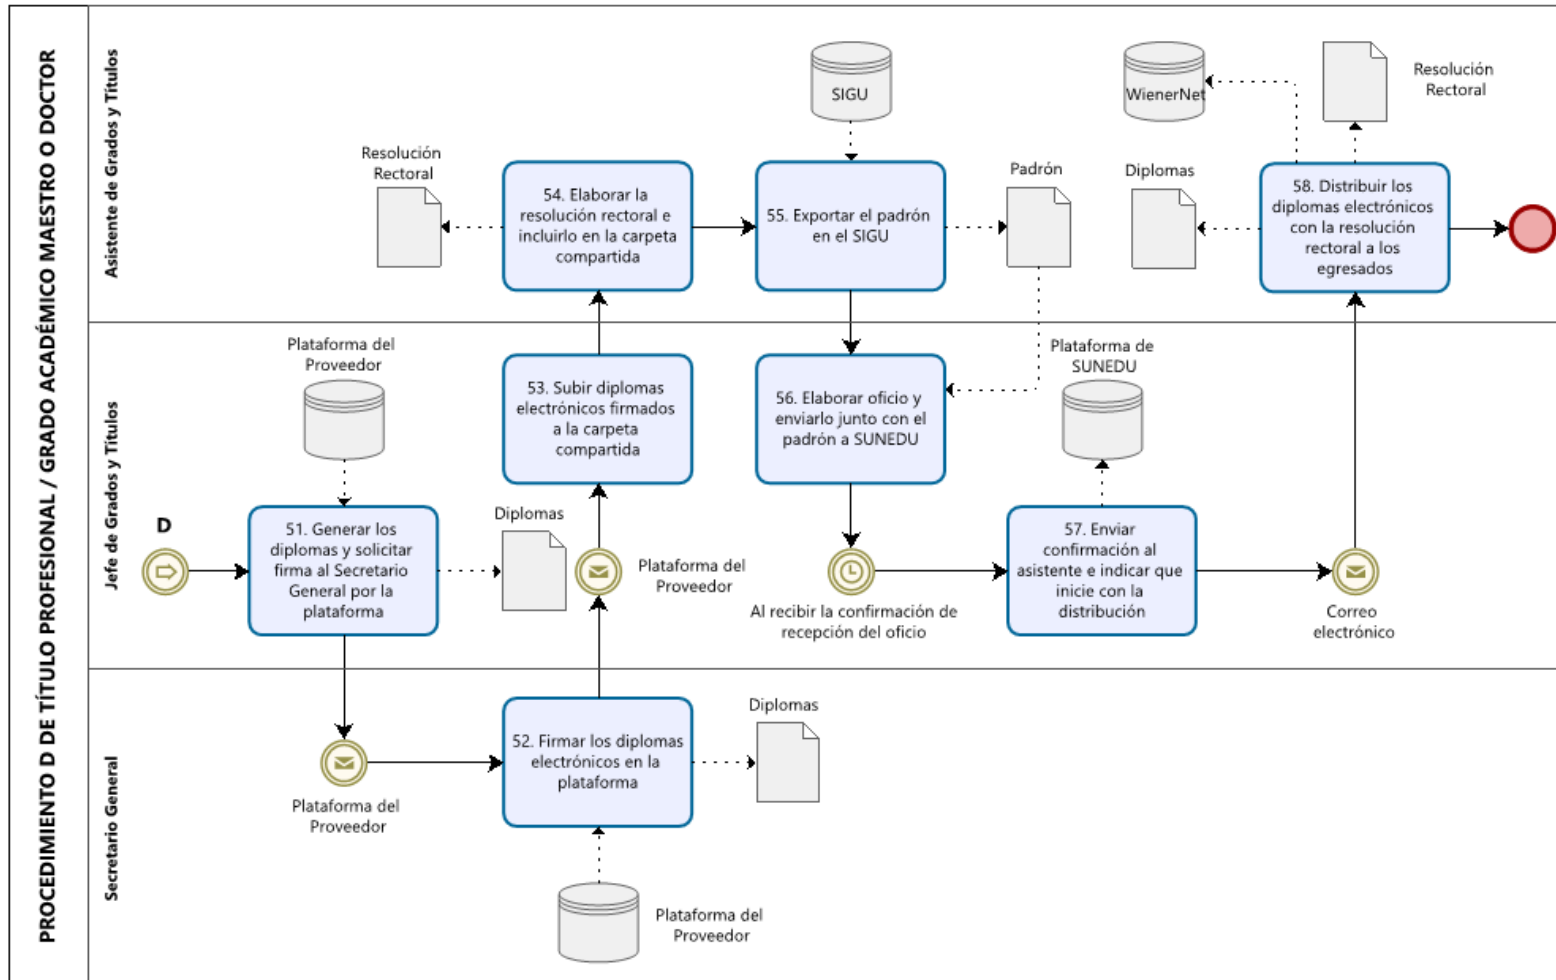 PROCEDIMIENTO D DE TÍTULO PROFESIONAL / GRADO ACADÉMICO MAESTRO O DOCTOR
Asistente de Grados y Títulos
Resolución
Rectoral
54. Elaborar la
resolución rectoral e
incluirlo en la carpeta
compartida
SIGU
55. Exportar el padrón
en el SIGU
Padrón
WienerNet
Diplomas
Resolución
Rectoral
58. Distribuir los
diplomas electrónicos
con la resolución
rectoral a los
egresados
Jefe de Grados y Títulos
D
Plataforma del
Proveedor
51. Generar los
diplomas y solicitar
firma al Secretario
General por la
plataforma
Diplomas
53. Subir diplomas
electrónicos firmados
a la carpeta
compartida
Plataforma del
Proveedor
56. Elaborar oficio y
enviarlo junto con el
padrón a SUNEDU
Al recibir la confirmación de
recepción del oficio
Plataforma de
SUNEDU
57. Enviar
confirmación al
asistente e indicar que
inicie con la
distribución
Correo
electrónico
Secretario General
Plataforma del
Proveedor
52. Firmar los diplomas
electrónicos en la
plataforma
Diplomas
Plataforma del
Proveedor